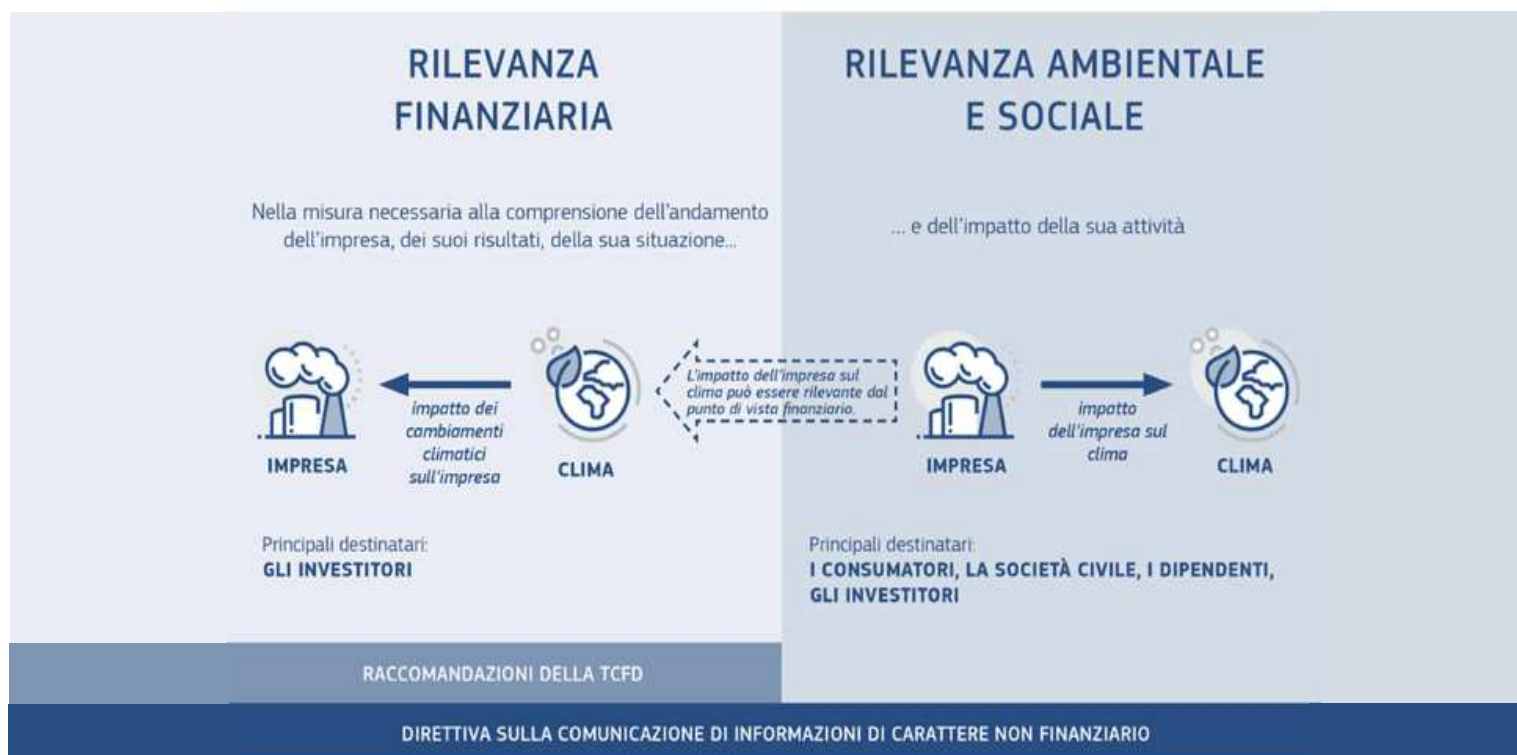 RILEVANZA
FINANZIARIA
Nella misura necessaria alla comprensione dell'andamento
dell'impresa, dei suoi risultati, della sua situazione...
IMPRESA
impatto dei
cambiamenti
climatici
sull'impresa
CLIMA
Principali destinatari:
GLI INVESTITORI
L'impatto dell'impresa sul
clima può essere rilevante dal
punto di vista finanziario.
RILEVANZA AMBIENTALE
E SOCIALE
... e dell'impatto della sua attività
IMPRESA
impatto
dell'impresa sul
clima
CLIMA
Principali destinatari:
I CONSUMATORI, LA SOCIETÀ CIVILE, I DIPENDENTI,
GLI INVESTITORI
RACCOMANDAZIONI DELLA TCFD
DIRETTIVA SULLA COMUNICAZIONE DI INFORMAZIONI DI CARATTERE NON FINANZIARIO